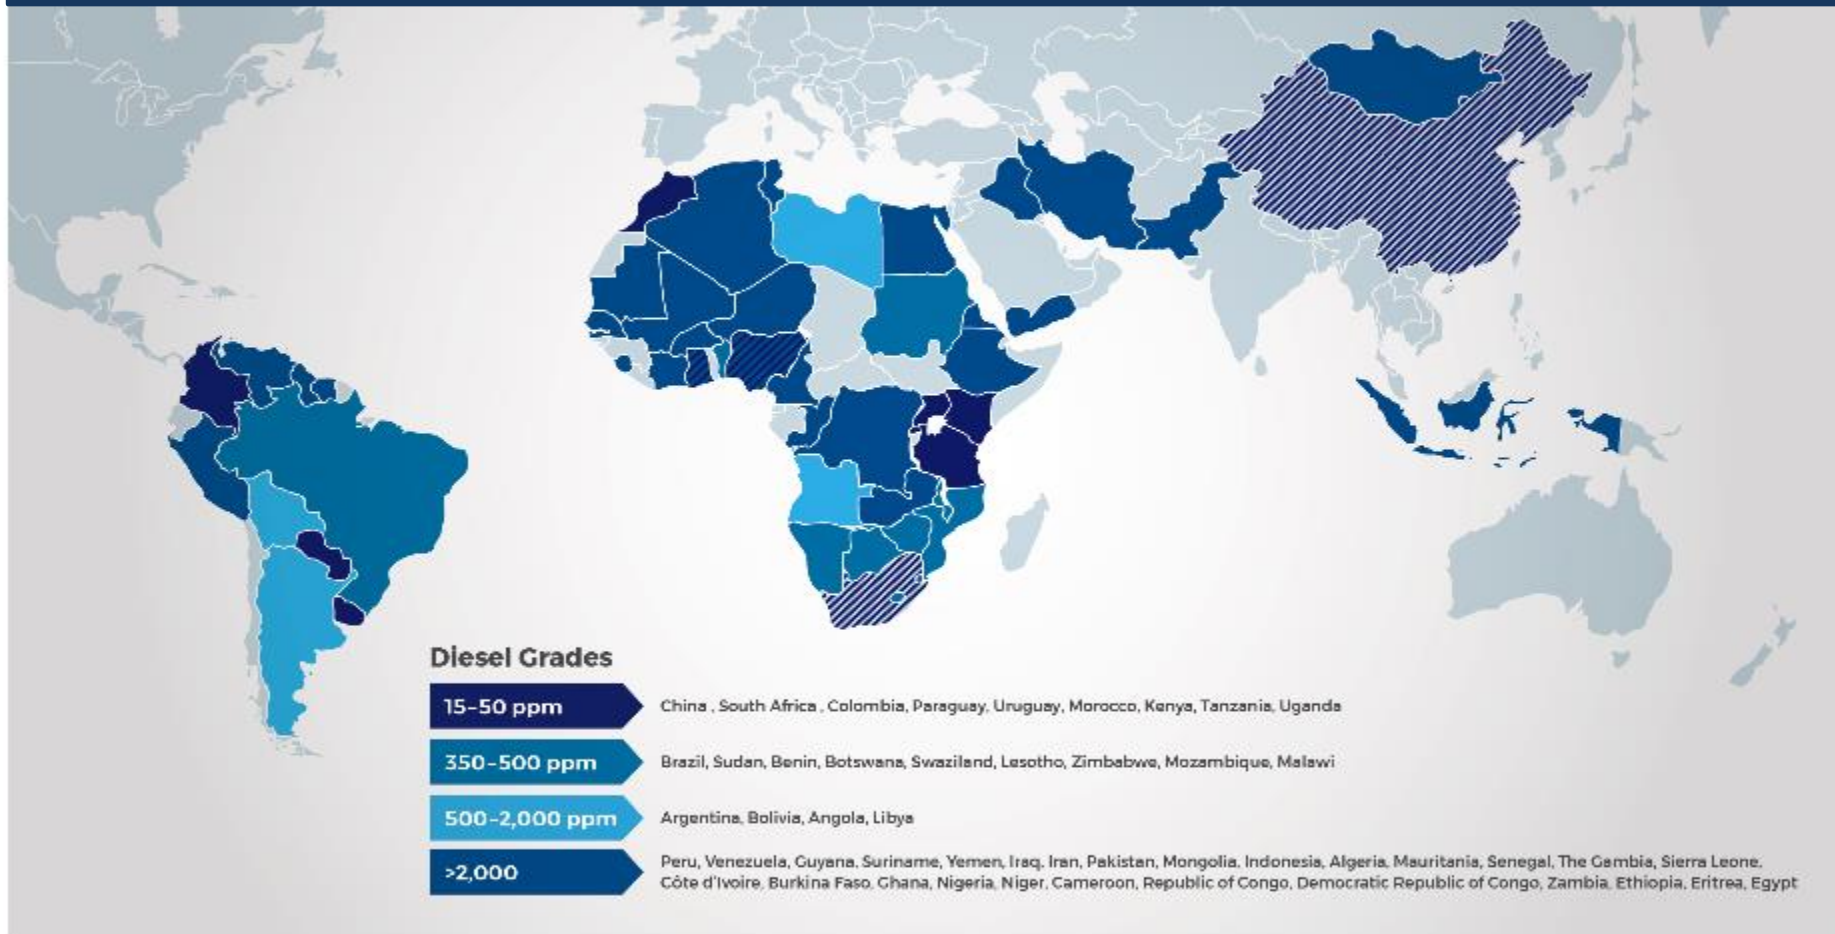 Diesel Grades
15-50 ppm
China , South Africa , Colombia, Paraguay, Uruguay, Morocco, Kenya, Tanzania, Uganda
350-500 ppm
Brazil, Sudan, Benin, Botswana, Swaziland, Lesotho, Zimbabwe, Mozambique, Malawi
500-2,000 ppm
Argentina, Bolivia, Angola, Libya
>2,000
Peru, Venezuela, Guyana, Suriname, Yemen, Iraq, Iran, Pakistan, Mongolia, Indonesia, Algeria, Mauritania, Senegal, The Gambia, Sierra Leone,
Côte d'Ivoire, Burkina Faso, Ghana, Nigeria, Niger, Cameroon, Republic of Congo, Democratic Republic of Congo, Zambia, Ethiopia, Eritrea, Egypt